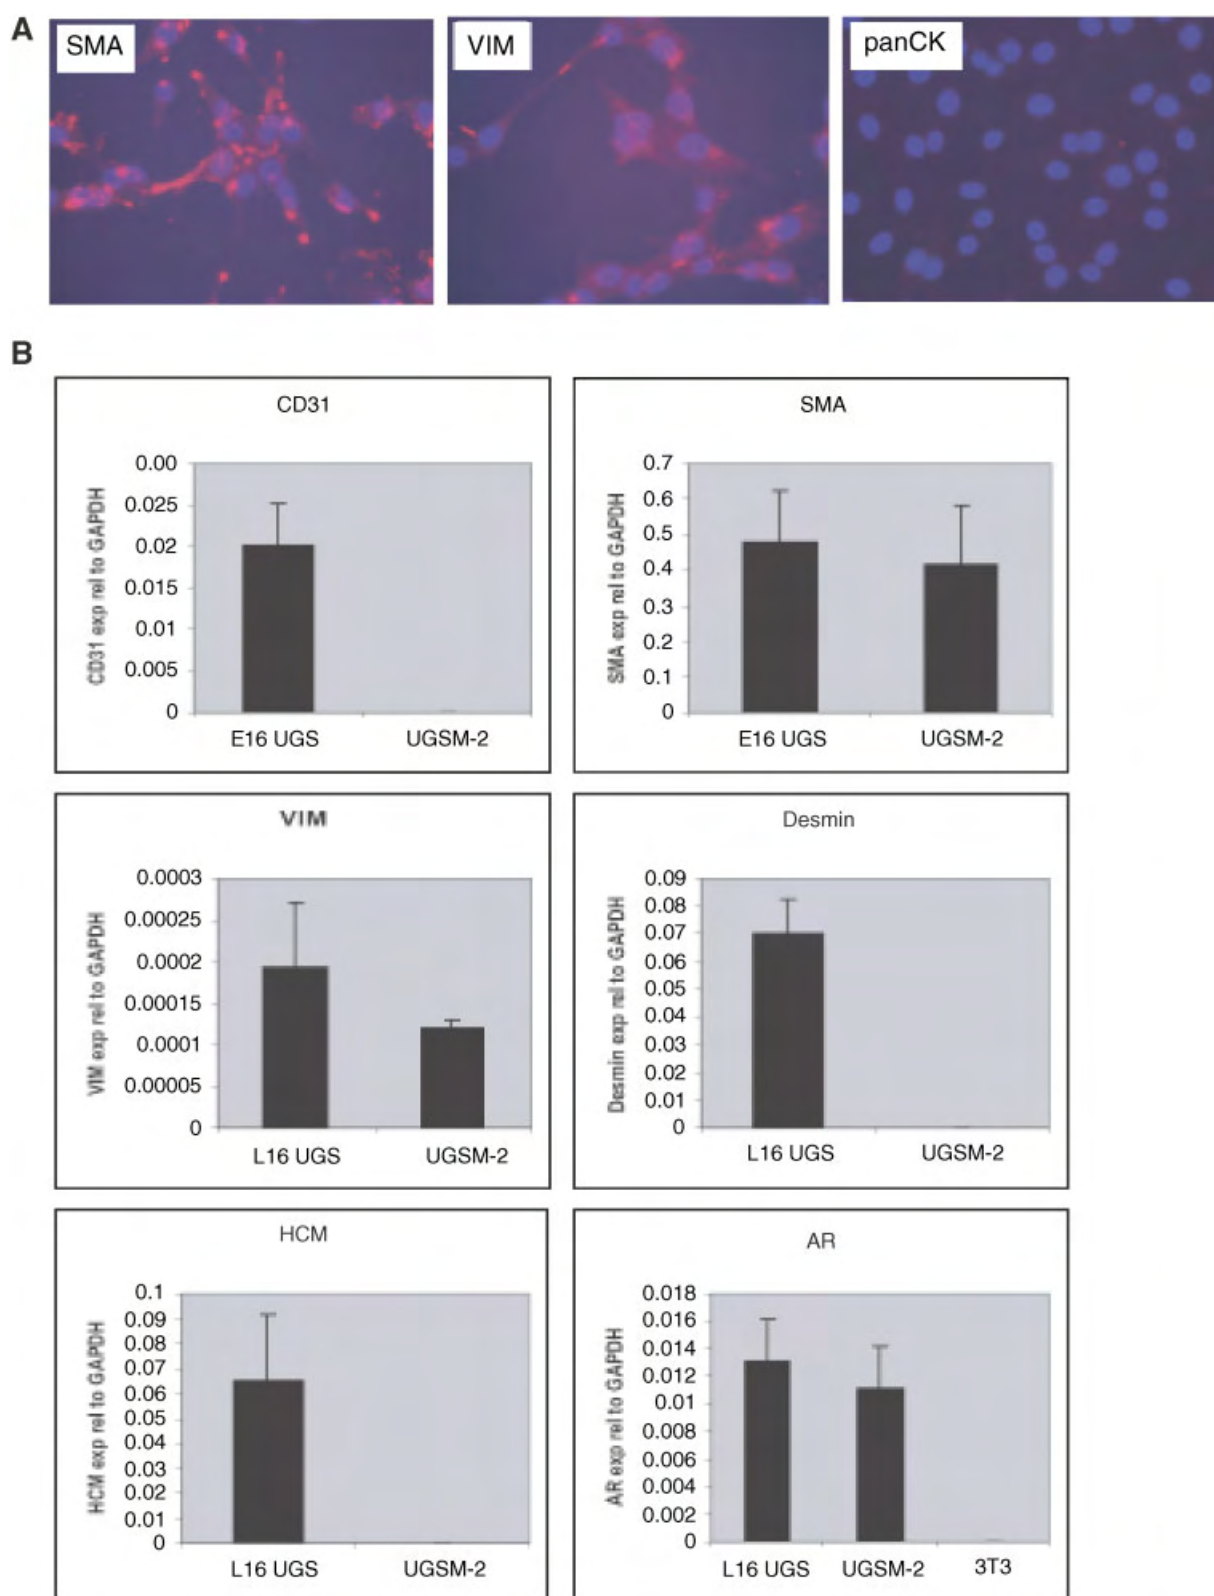 A
SMA
VIM
panCK
B
CD31
CD31 exp rel to GAPDH
0.00
0.025
0.02
0.015
0.01
0.005
0
E16 UGS
UGSM-2
SMA
SMA exp rel to GAPDH
0.7
0.6
0.5
0.4
0.3
0.2
0.1
0
E16 UGS
UGSM-2
VIM
VIM exp rel to GAPDH
0.0003
0.00025
0.0002
0.00015
0.0001
0.00005
0
L16 UGS
UGSM-2
Desmin
Desmin exp rel to GAPDH
0.09
0.08
0.07
0.06
0.05
0.04
0.03
0.02
0.01
0
L16 UGS
UGSM-2
HCM
HCM exp rel to GAPDH
0.1
0.09
0.08
0.07
0.06
0.05
0.04
0.03
0.02
0.01
0
L16 UGS
UGSM-2
AR
AR exp rel to GAPDH
0.018
0.016
0.014
0.012
0.01
0.008
0.006
0.004
0.002
0
L16 UGS
UGSM-2
3T3